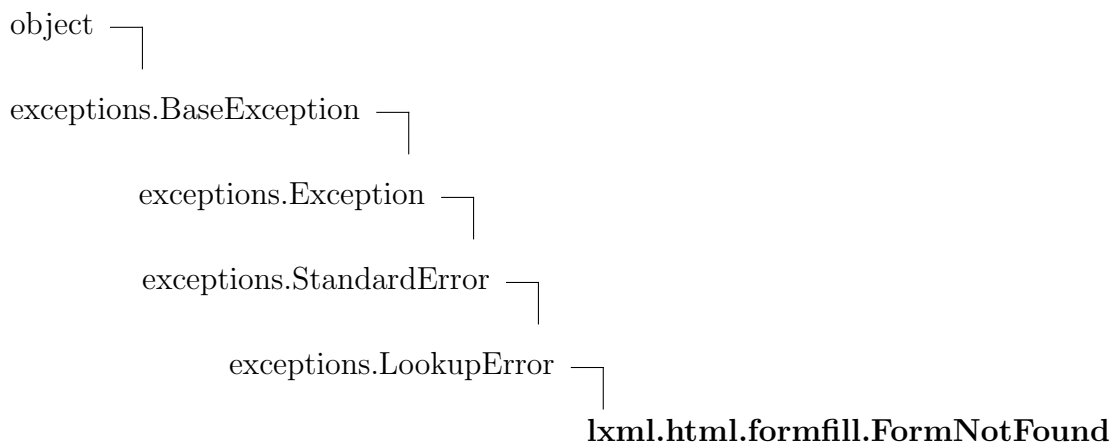 object
exceptions.BaseException
exceptions.Exception
exceptions.StandardError
exceptions.LookupError
lxml.html.formfill.FormNotFound